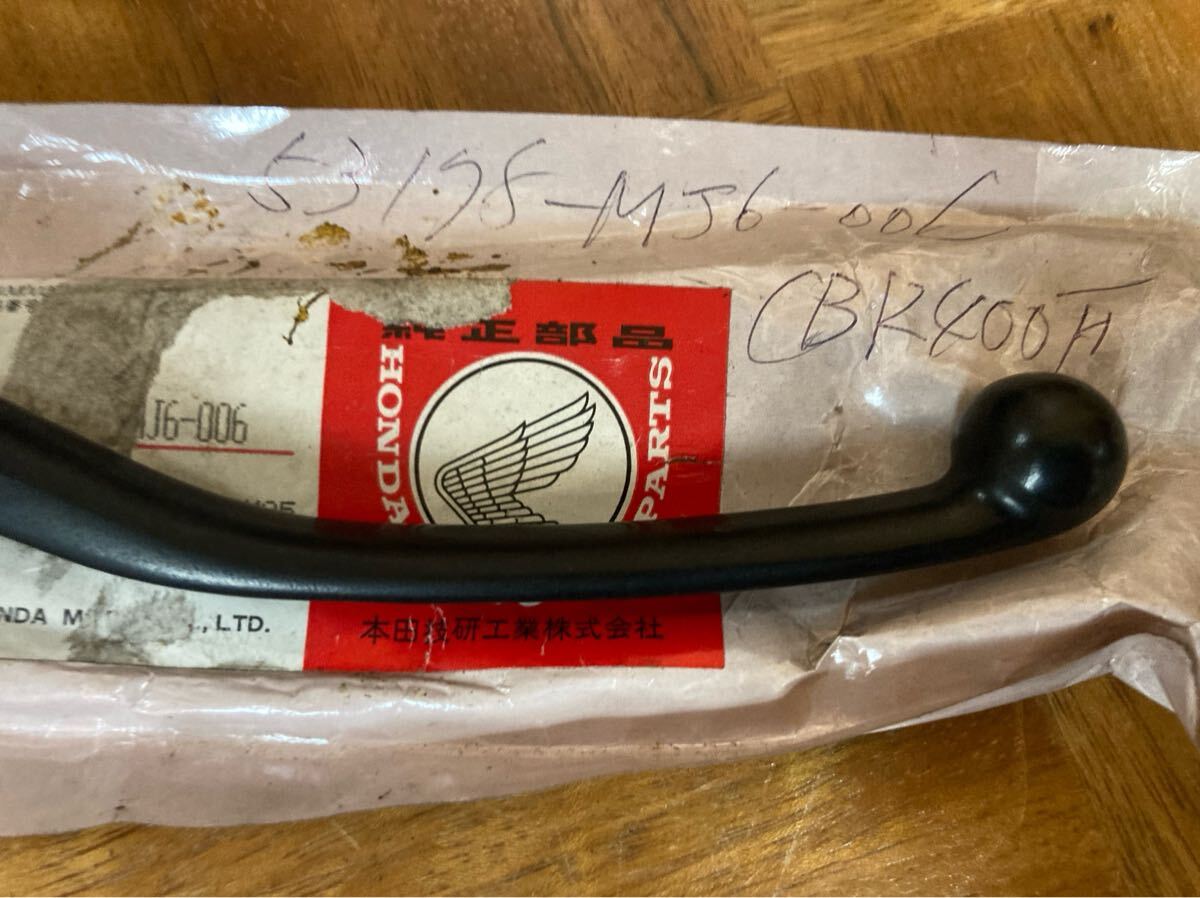 53198-MJ6-006
CBR400F
純正部品
HONDA
PARTS
J6-006
, LTD.
本田技研工業株式会社